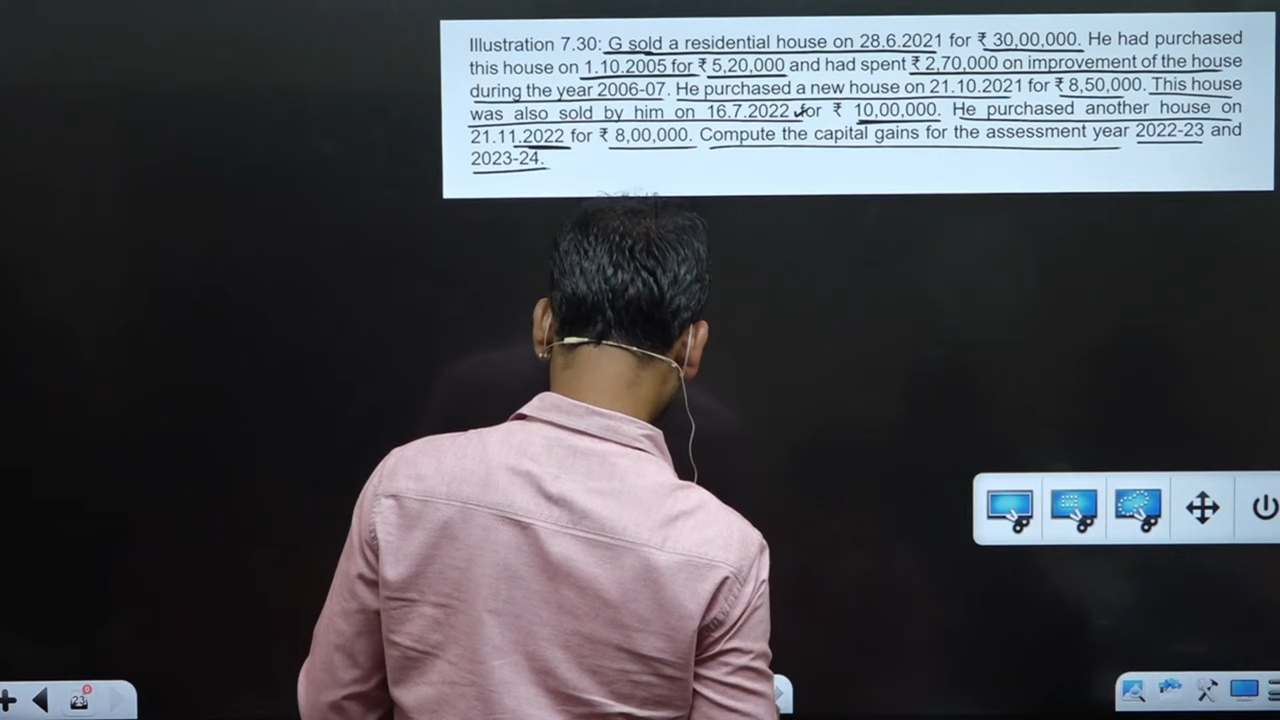 Illustration 7.30: G sold a residential house on 28.6.2021 for ₹ 30,00,000. He had purchased
this house on 1.10.2005 for ₹ 5,20,000 and had spent ₹ 2,70,000 on improvement of the house
during the year 2006-07. He purchased a new house on 21.10.2021 for ₹ 8,50,000. This house
was also sold by him on 16.7.2022 for ₹ 10,00,000. He purchased another house on
21.11.2022 for ₹ 8,00,000. Compute the capital gains for the assessment year 2022-23 and
2023-24.
23
0